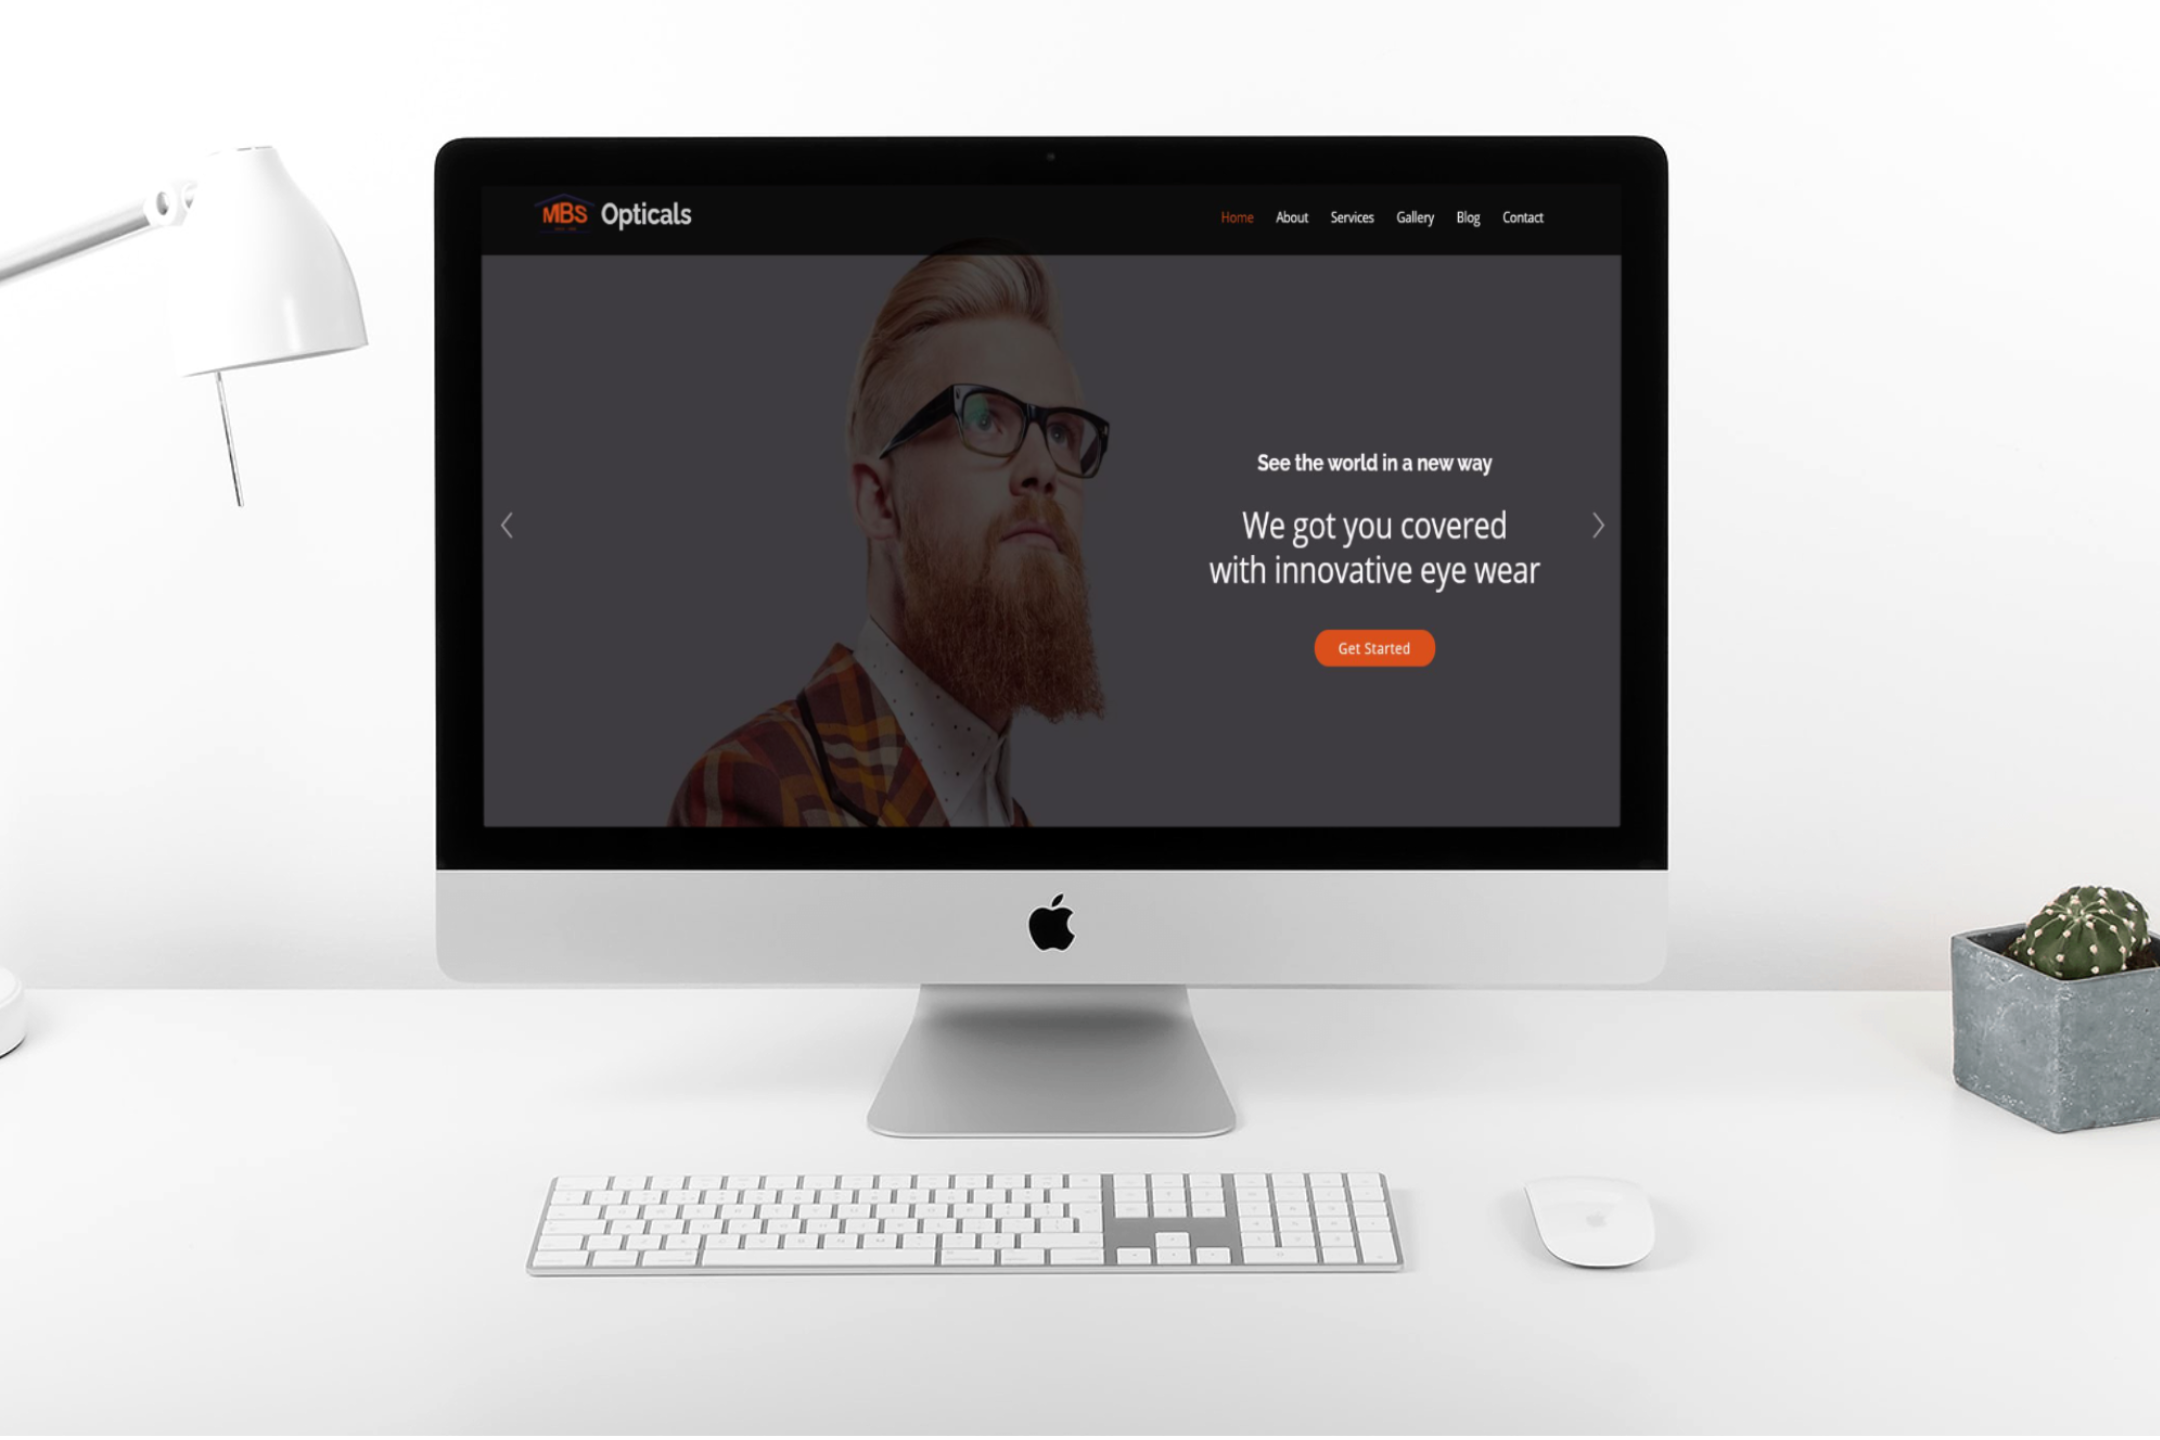 MBS Opticals
Home About Services Gallery Blog Contact
See the world in a new way
We got you covered
with innovative eye wear
Get Started